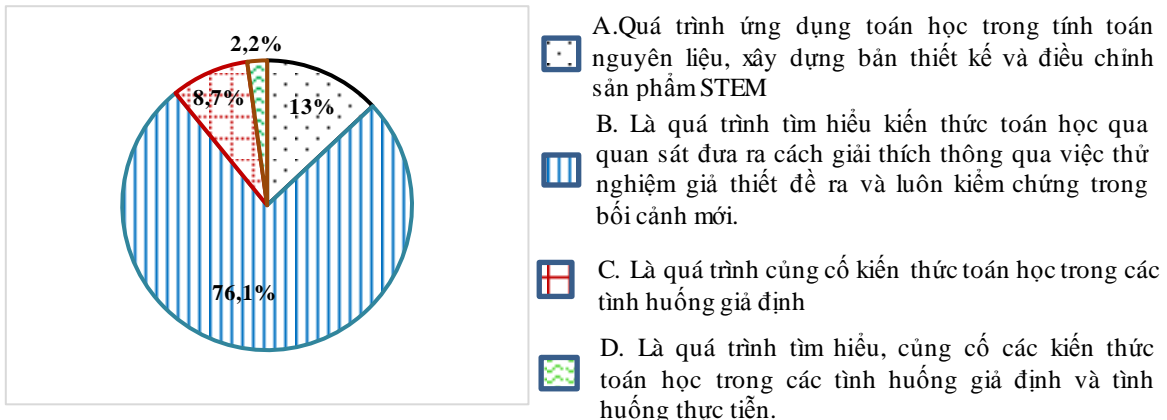 2,2%
8,7%
13%
76,1%
A.Quá trình ứng dụng toán học trong tính toán
nguyên liệu, xây dựng bản thiết kế và điều chỉnh
sản phẩm STEM
B. Là quá trình tìm hiểu kiến thức toán học qua
quan sát đưa ra cách giải thích thông qua việc thử
nghiệm giả thiết đề ra và luôn kiểm chứng trong
bối cảnh mới.
C. Là quá trình củng cố kiến thức toán học trong các
tình huống giả định
D. Là quá trình tìm hiểu, củng cố các kiến thức
toán học trong các tình huống giả định và tình
huống thực tiễn.